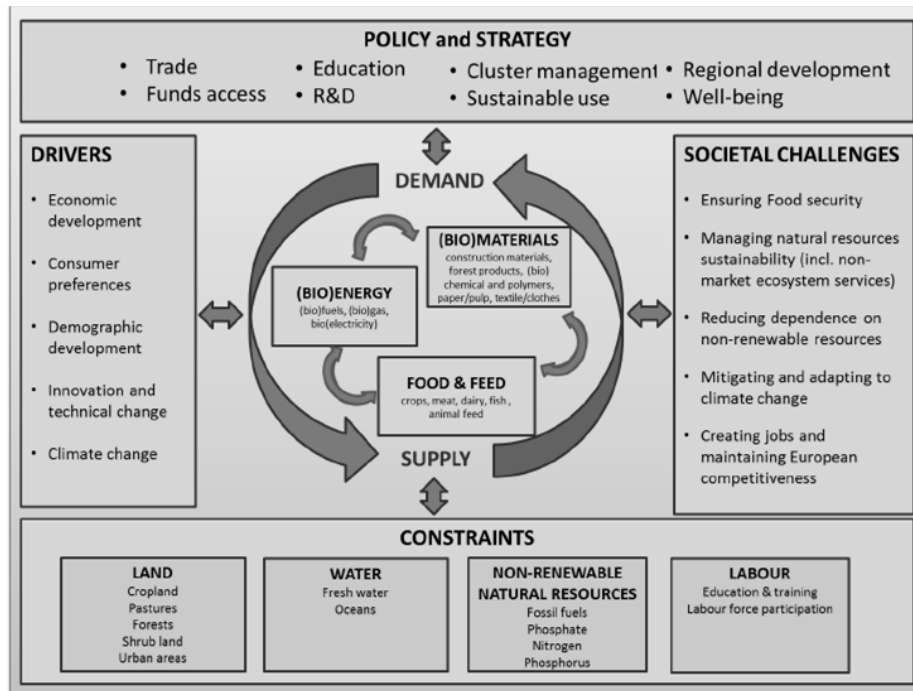 POLICY and STRATEGY
• Trade
• Funds access
• Education
• R&D
• Cluster management
• Sustainable use
• Regional development
• Well-being
DRIVERS
• Economic
development
• Consumer
preferences
• Demographic
development
• Innovation and
technical change
• Climate change
DEMAND
(BIO)MATERIALS
construction materials,
forest products, (bio)
chemical and polymers,
paper/pulp, textile/clothes
(BIO)ENERGY
(bio)fuels, (bio)gas,
bio(electricity)
FOOD & FEED
crops, meat, dairy, fish ,
animal feed
SUPPLY
SOCIETAL CHALLENGES
• Ensuring Food security
• Managing natural resources
sustainability (incl. non-
market ecosystem services)
• Reducing dependence on
non-renewable resources
• Mitigating and adapting to
climate change
• Creating jobs and
maintaining European
competitiveness
CONSTRAINTS
LAND
Cropland
Pastures
Forests
Shrub land
Urban areas
WATER
Fresh water
Oceans
NON-RENEWABLE
NATURAL RESOURCES
Fossil fuels
Phosphate
Nitrogen
Phosphorus
LABOUR
Education & training
Labour force participation